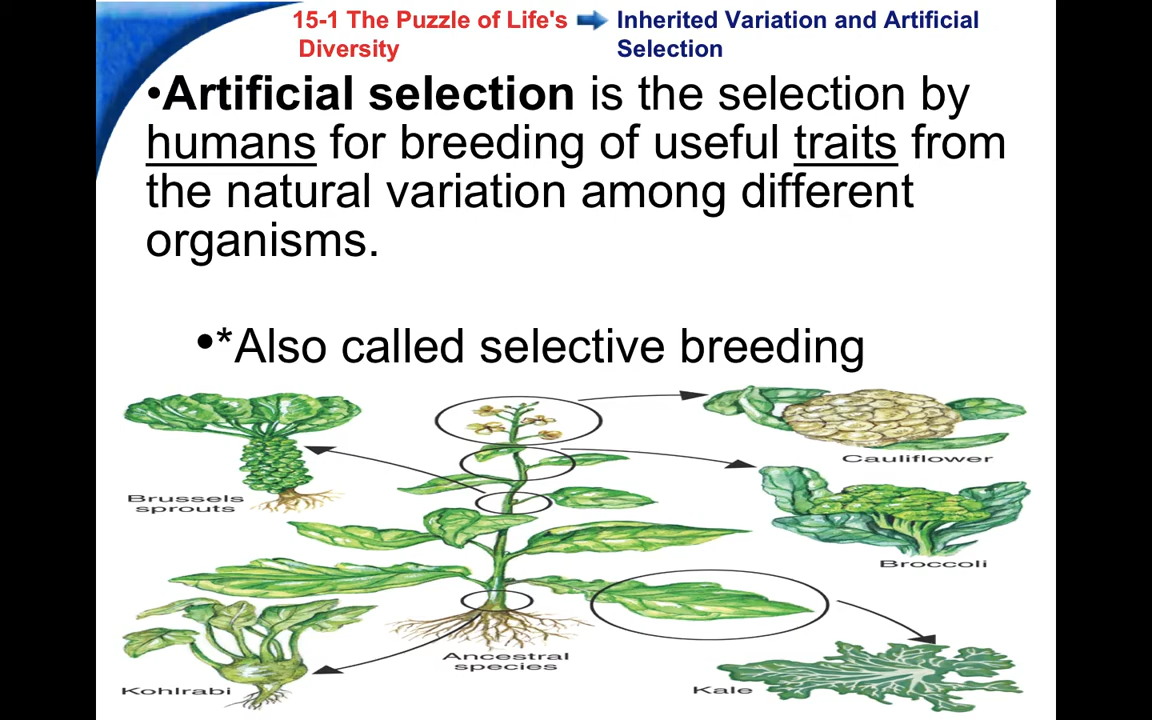 15-1 The Puzzle of Life's
Diversity
Inherited Variation and Artificial
Selection
•Artificial selection is the selection by
humans for breeding of useful traits from
the natural variation among different
organisms.
•*Also called selective breeding
Cauliflower
Brussels
sprouts
Broccoli
Ancestral
species
Kohlrabi
Kale